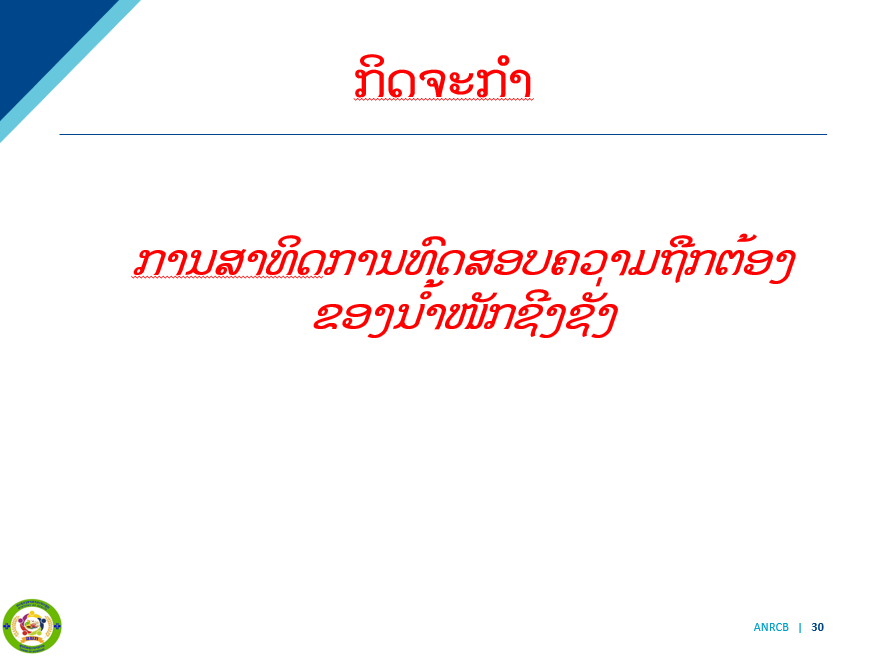 ກິດຈະກຳ
ການສາທິດການທົດສອບຄວາມຖືກຕ້ອງ
ຂອງນ້ຳໜັກຊີງຊັ່ງ
ANRCB | 30